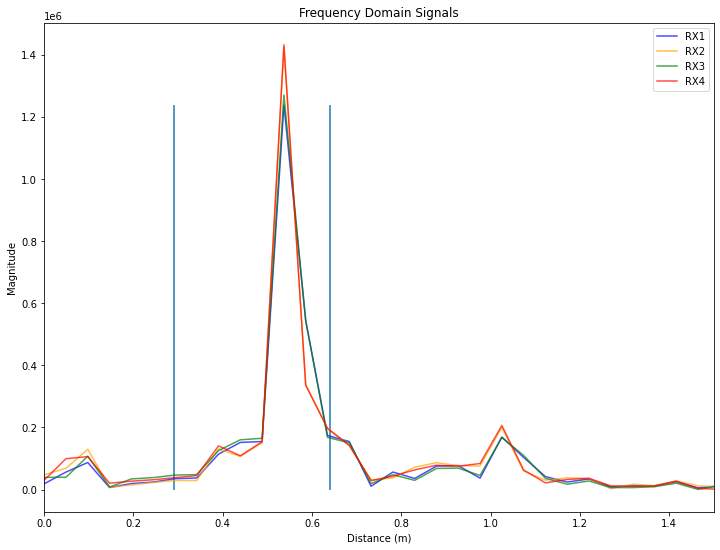 Frequency Domain Signals
1e6
RX1
RX2
RX3
RX4
1.4
1.2
1.0
0.8
0.6
0.4
0.2
0.0
Magnitude
0.0 0.2 0.4 0.6 0.8 1.0 1.2 1.4
Distance (m)